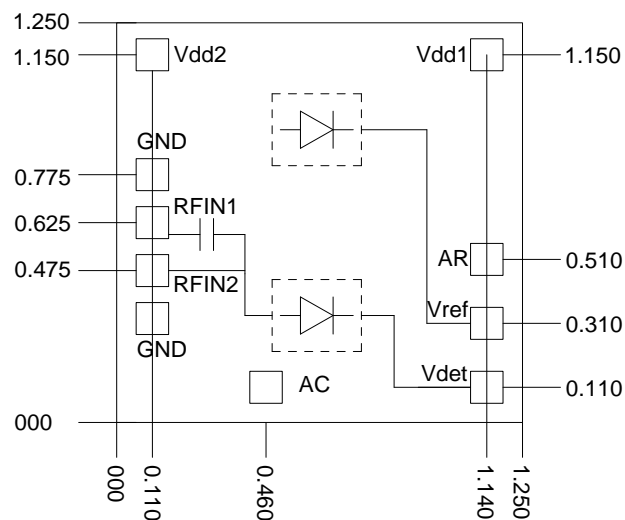 1.250
1.150
Vdd2
Vdd1
1.150
GND
0.775
RFIN1
0.625
0.475
RFIN2
AR
0.510
GND
Vref
0.310
Vdet
AC
0.110
000
000
0.110
0.460
1.140
1.250